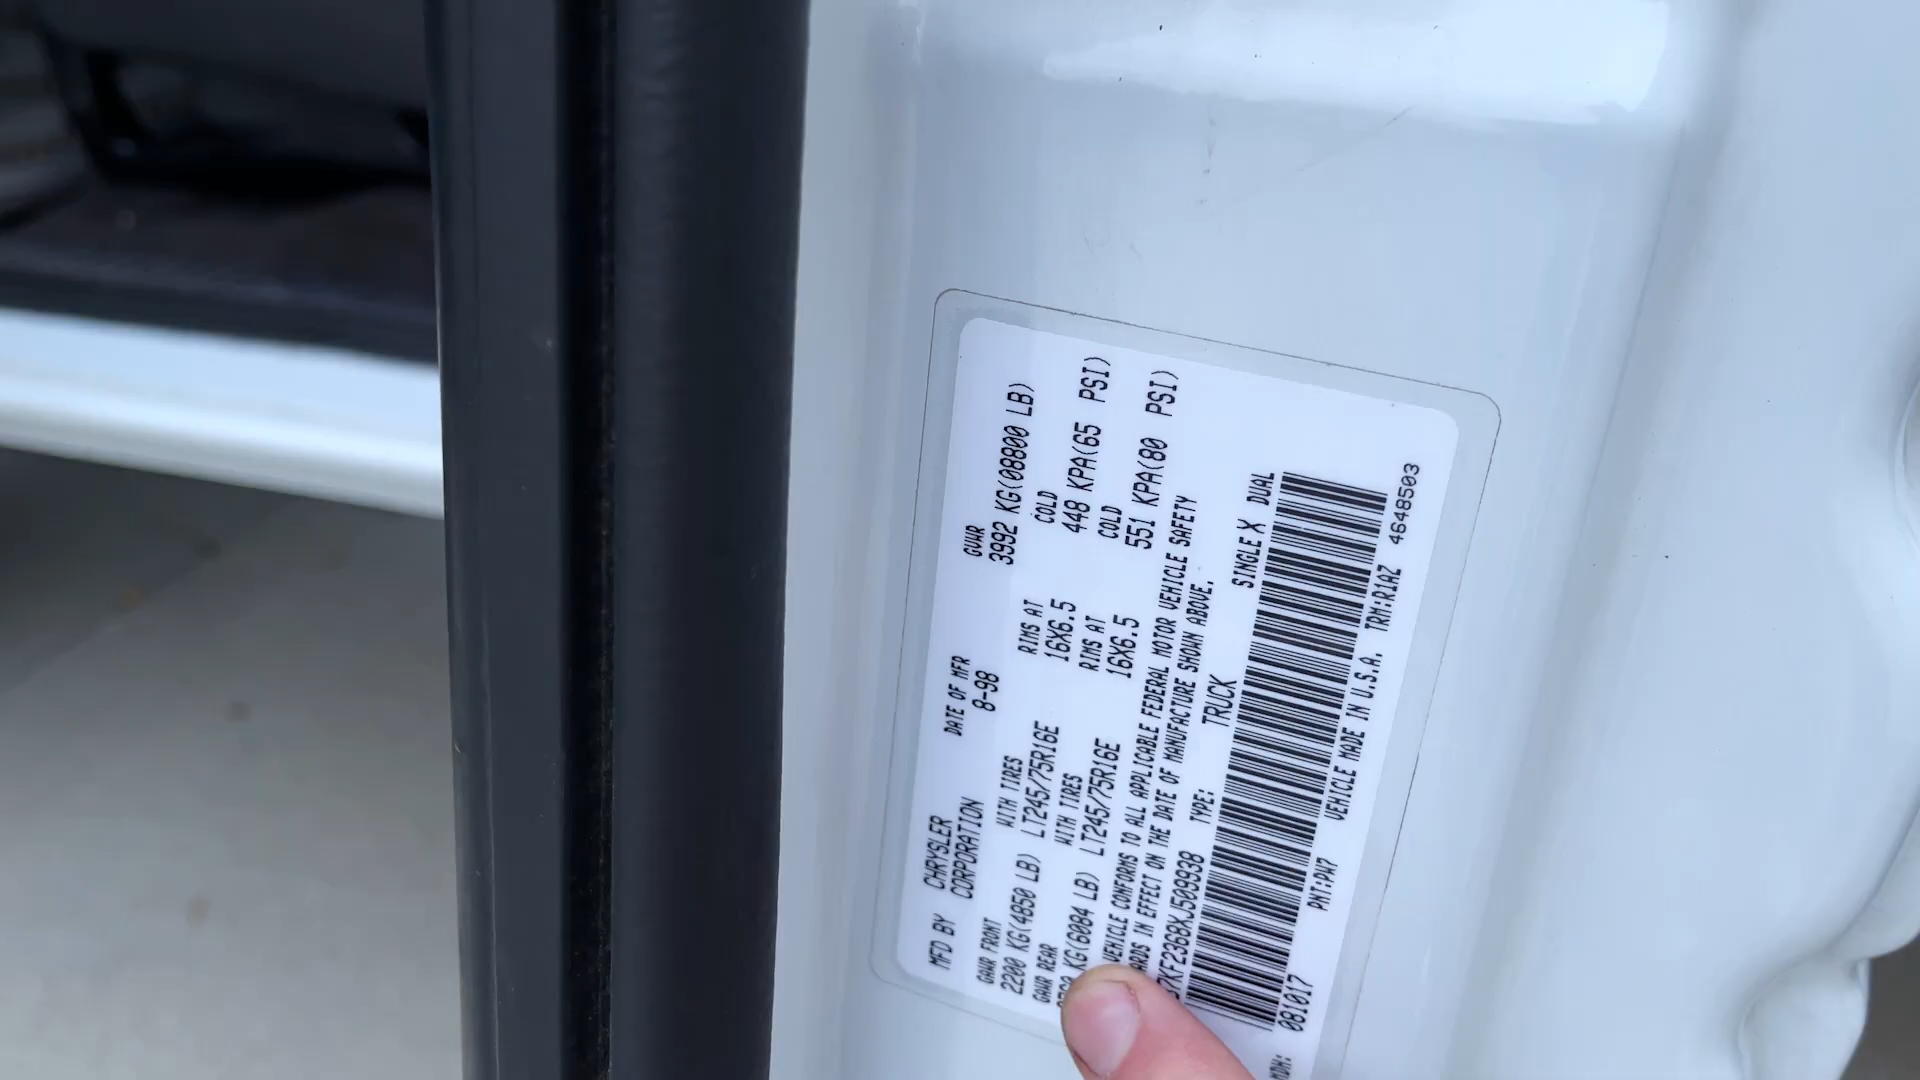 MFD BY CHRYSLER CORPORATION DATE OF MFR 8-98 GVWR 3992 KG(08800 LB)
GAWR FRONT WITH TIRES RIMS AT COLD
2200 KG(4850 LB) LT245/75R16E 16X6.5 448 KPA(65 PSI)
GAWR REAR WITH TIRES RIMS AT COLD
KG(6084 LB) LT245/75R16E 16X6.5 551 KPA(80 PSI)
VEHICLE CONFORMS TO ALL APPLICABLE FEDERAL MOTOR VEHICLE SAFETY
ARDS IN EFFECT ON THE DATE OF MANUFACTURE SHOWN ABOVE.
7KF2368XJ509938 TYPE: TRUCK SINGLE X DUAL
MDH: 081017 PNT:PW7 VEHICLE MADE IN U.S.A. TRM:R1AZ 4648503